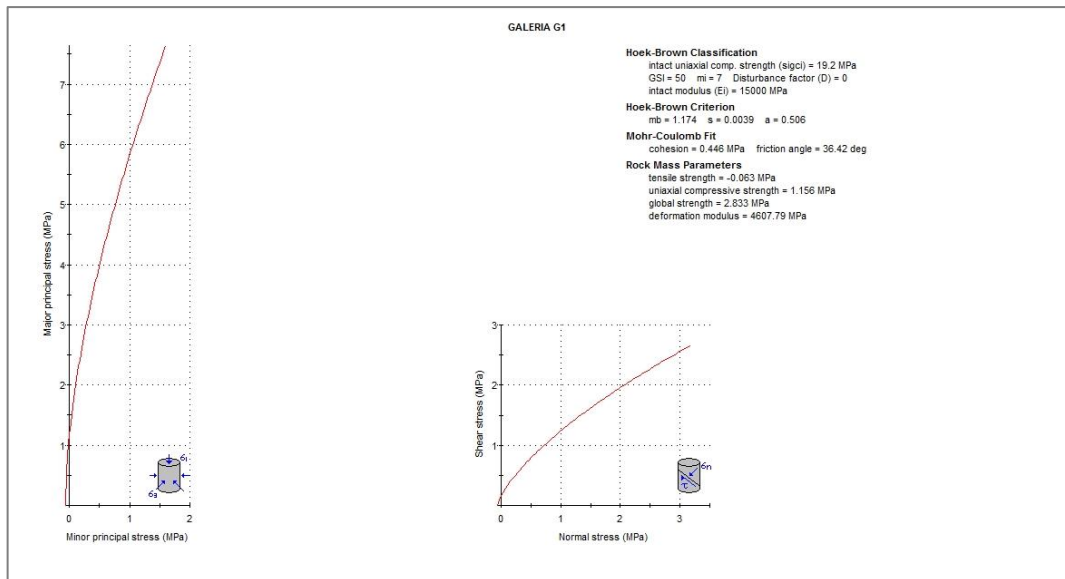 GALERIA G1
Hoek-Brown Classification
intact uniaxial comp. strength (sigci) = 19.2 MPa
GSI = 50 mi = 7 Disturbance factor (D) = 0
intact modulus (Ei) = 15000 MPa
Hoek-Brown Criterion
mb = 1.174 s = 0.0039 a = 0.506
Mohr-Coulomb Fit
cohesion = 0.446 MPa friction angle = 36.42 deg
Rock Mass Parameters
tensile strength = -0.063 MPa
uniaxial compressive strength = 1.156 MPa
global strength = 2.833 MPa
deformation modulus = 4607.79 MPa
Major principal stress (MPa)
7
6
5
4
3
2
1
σ1
σ3
0 1 2
Minor principal stress (MPa)
Shear stress (MPa)
3
2
1
σn
τ
0 1 2 3
Normal stress (MPa)